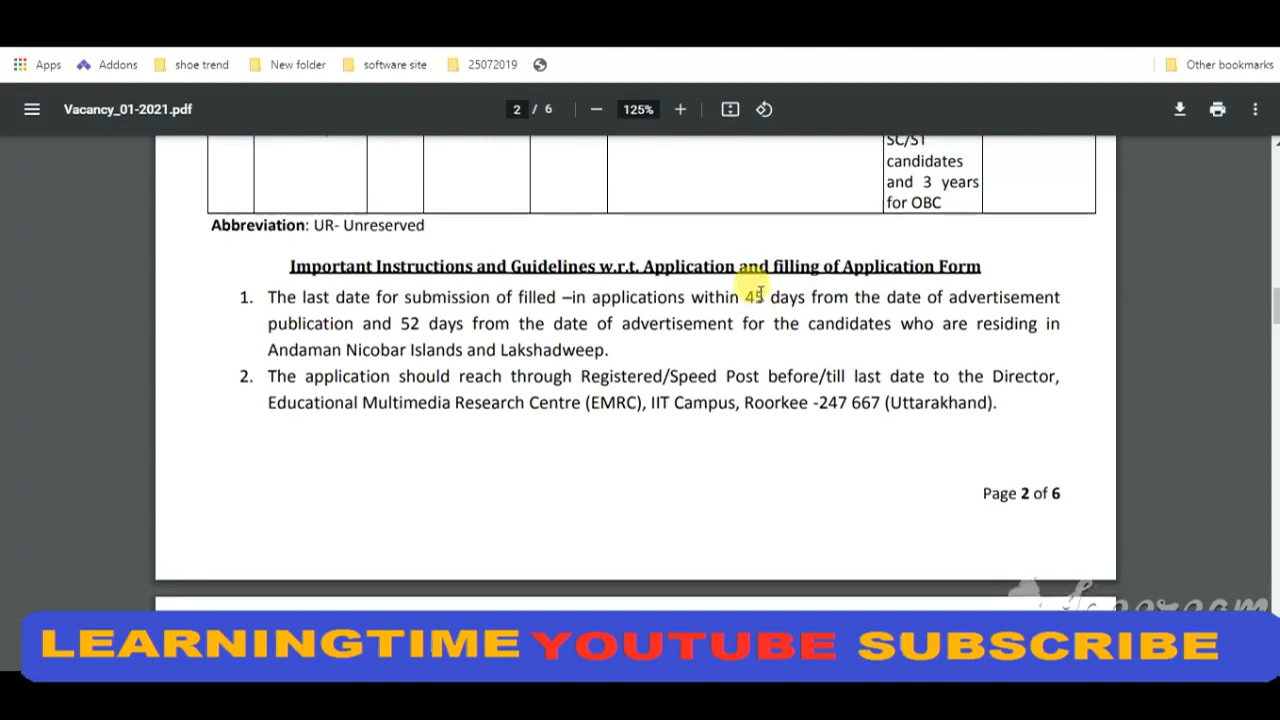 Apps Addons shoe trend New folder software site 25072019 Other bookmarks
Vacancy_01-2021.pdf 2 / 6 125%
SC/ST
candidates
and 3 years
for OBC
Abbreviation: UR- Unreserved
Important Instructions and Guidelines w.r.t. Application and filling of Application Form
1. The last date for submission of filled –in applications within 45 days from the date of advertisement
publication and 52 days from the date of advertisement for the candidates who are residing in
Andaman Nicobar Islands and Lakshadweep.
2. The application should reach through Registered/Speed Post before/till last date to the Director,
Educational Multimedia Research Centre (EMRC), IIT Campus, Roorkee -247 667 (Uttarakhand).
Page 2 of 6
LEARNINGTIME YOUTUBE SUBSCRIBE